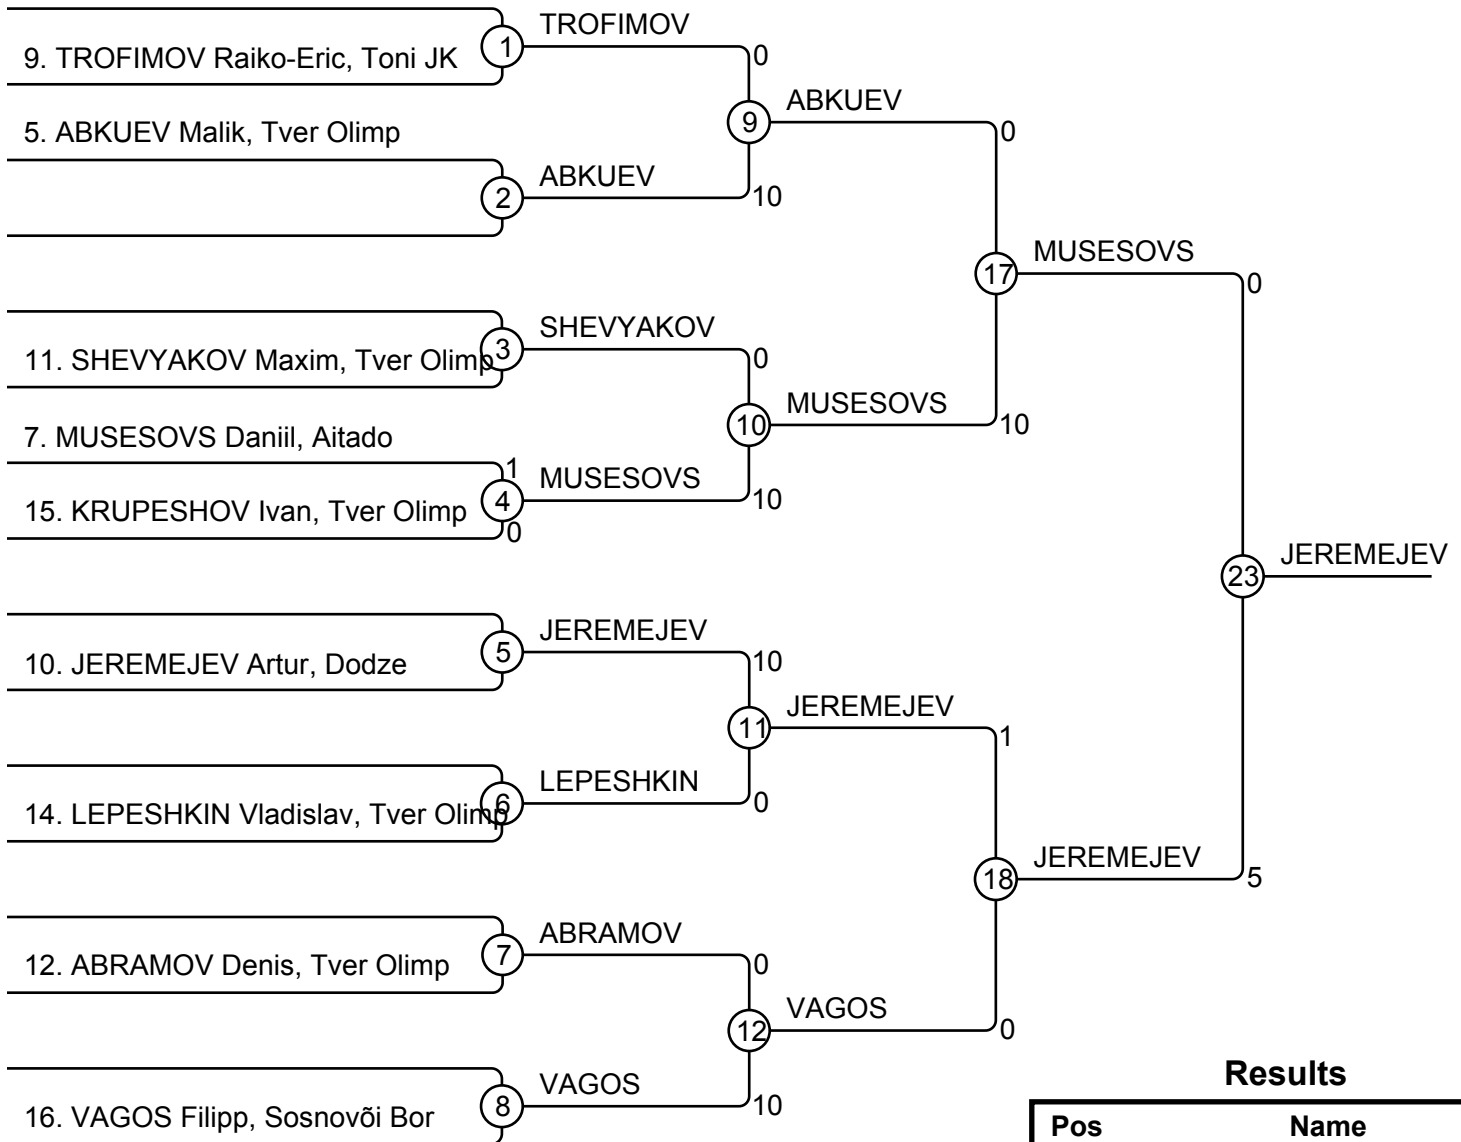 TROFIMOV
9. TROFIMOV Raiko-Eric, Toni JK
1
0
ABKUEV
9
0
5. ABKUEV Malik, Tver Olimp
ABKUEV
2
10
MUSESOVS
17
0
SHEVYAKOV
11. SHEVYAKOV Maxim, Tver Olimp
3
0
MUSESOVS
10
10
7. MUSESOVS Daniil, Aitado
1
MUSESOVS
4
10
15. KRUPESHOV Ivan, Tver Olimp
0
JEREMEJEV
23
JEREMEJEV
5
10
10. JEREMEJEV Artur, Dodze
JEREMEJEV
11
1
LEPESHKIN
6
0
14. LEPESHKIN Vladislav, Tver Olimp
JEREMEJEV
18
5
ABRAMOV
7
0
12. ABRAMOV Denis, Tver Olimp
VAGOS
12
0
VAGOS
8
10
16. VAGOS Filipp, Sosnovõi Bor
Results
Pos Name